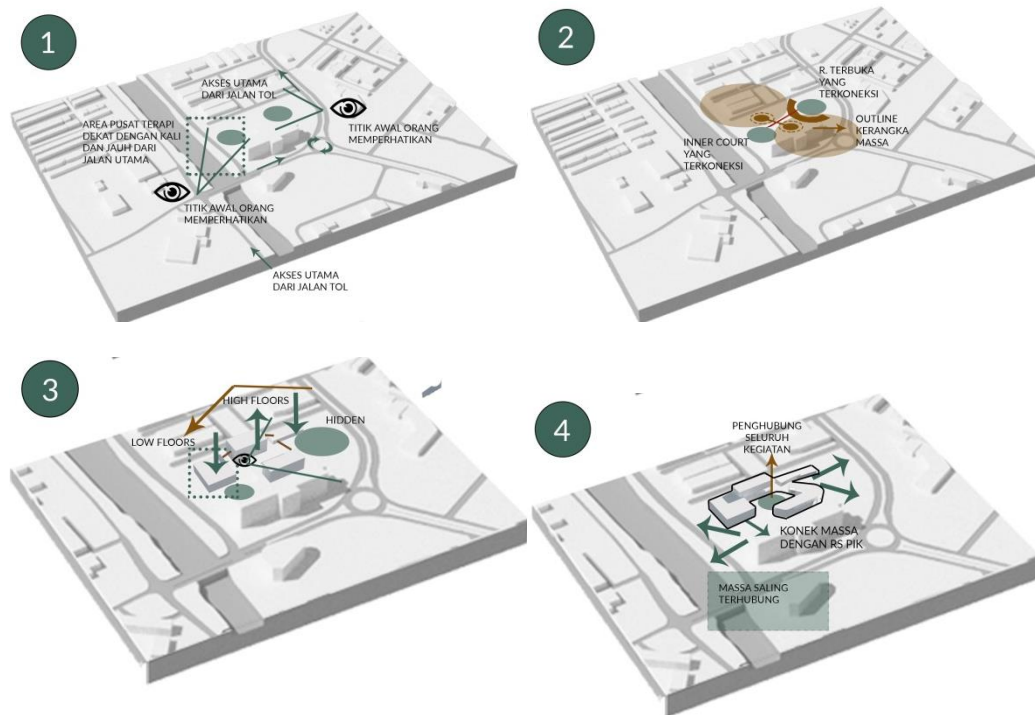 1
AKSES UTAMA
DARI JALAN TOL
AREA PUSAT TERAPI
DEKAT DENGAN KALI
DAN JAUH DARI
JALAN UTAMA
TITIK AWAL ORANG
MEMPERHATIKAN
TITIK AWAL ORANG
MEMPERHATIKAN
AKSES UTAMA
DARI JALAN TOL
2
R. TERBUKA
YANG
TERKONEKSI
OUTLINE
KERANGKA
MASSA
INNER COURT
YANG
TERKONEKSI
3
HIGH FLOORS
HIDDEN
LOW FLOORS
4
PENGHUBUNG
SELURUH
KEGIATAN
KONEK MASSA
DENGAN RS PIK
MASSA SALING
TERHUBUNG